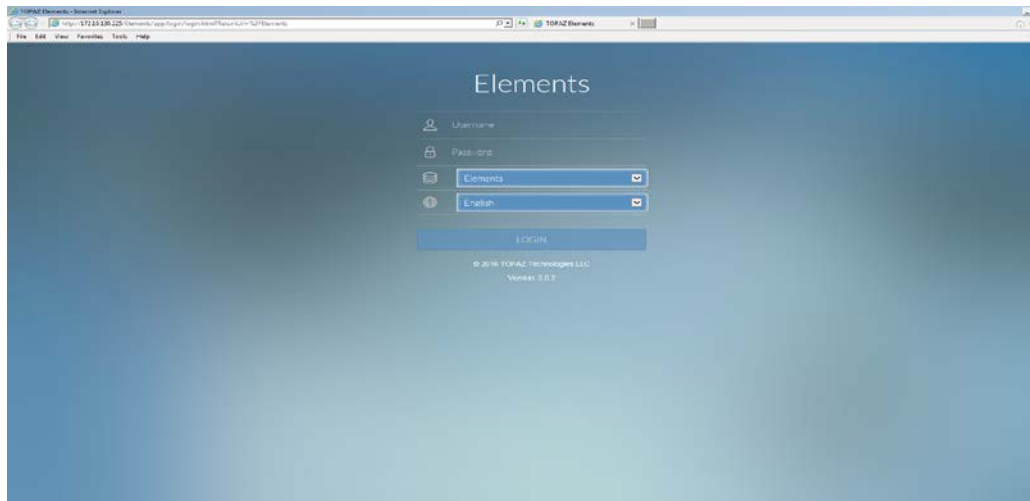 TOPAZ Elements - Internet Explorer
TOPAZ Elements
File Edit View Favorites Tools Help
Elements
Username
Password
Elements
English
LOGIN
© 2016 TOPAZ Technologies LLC